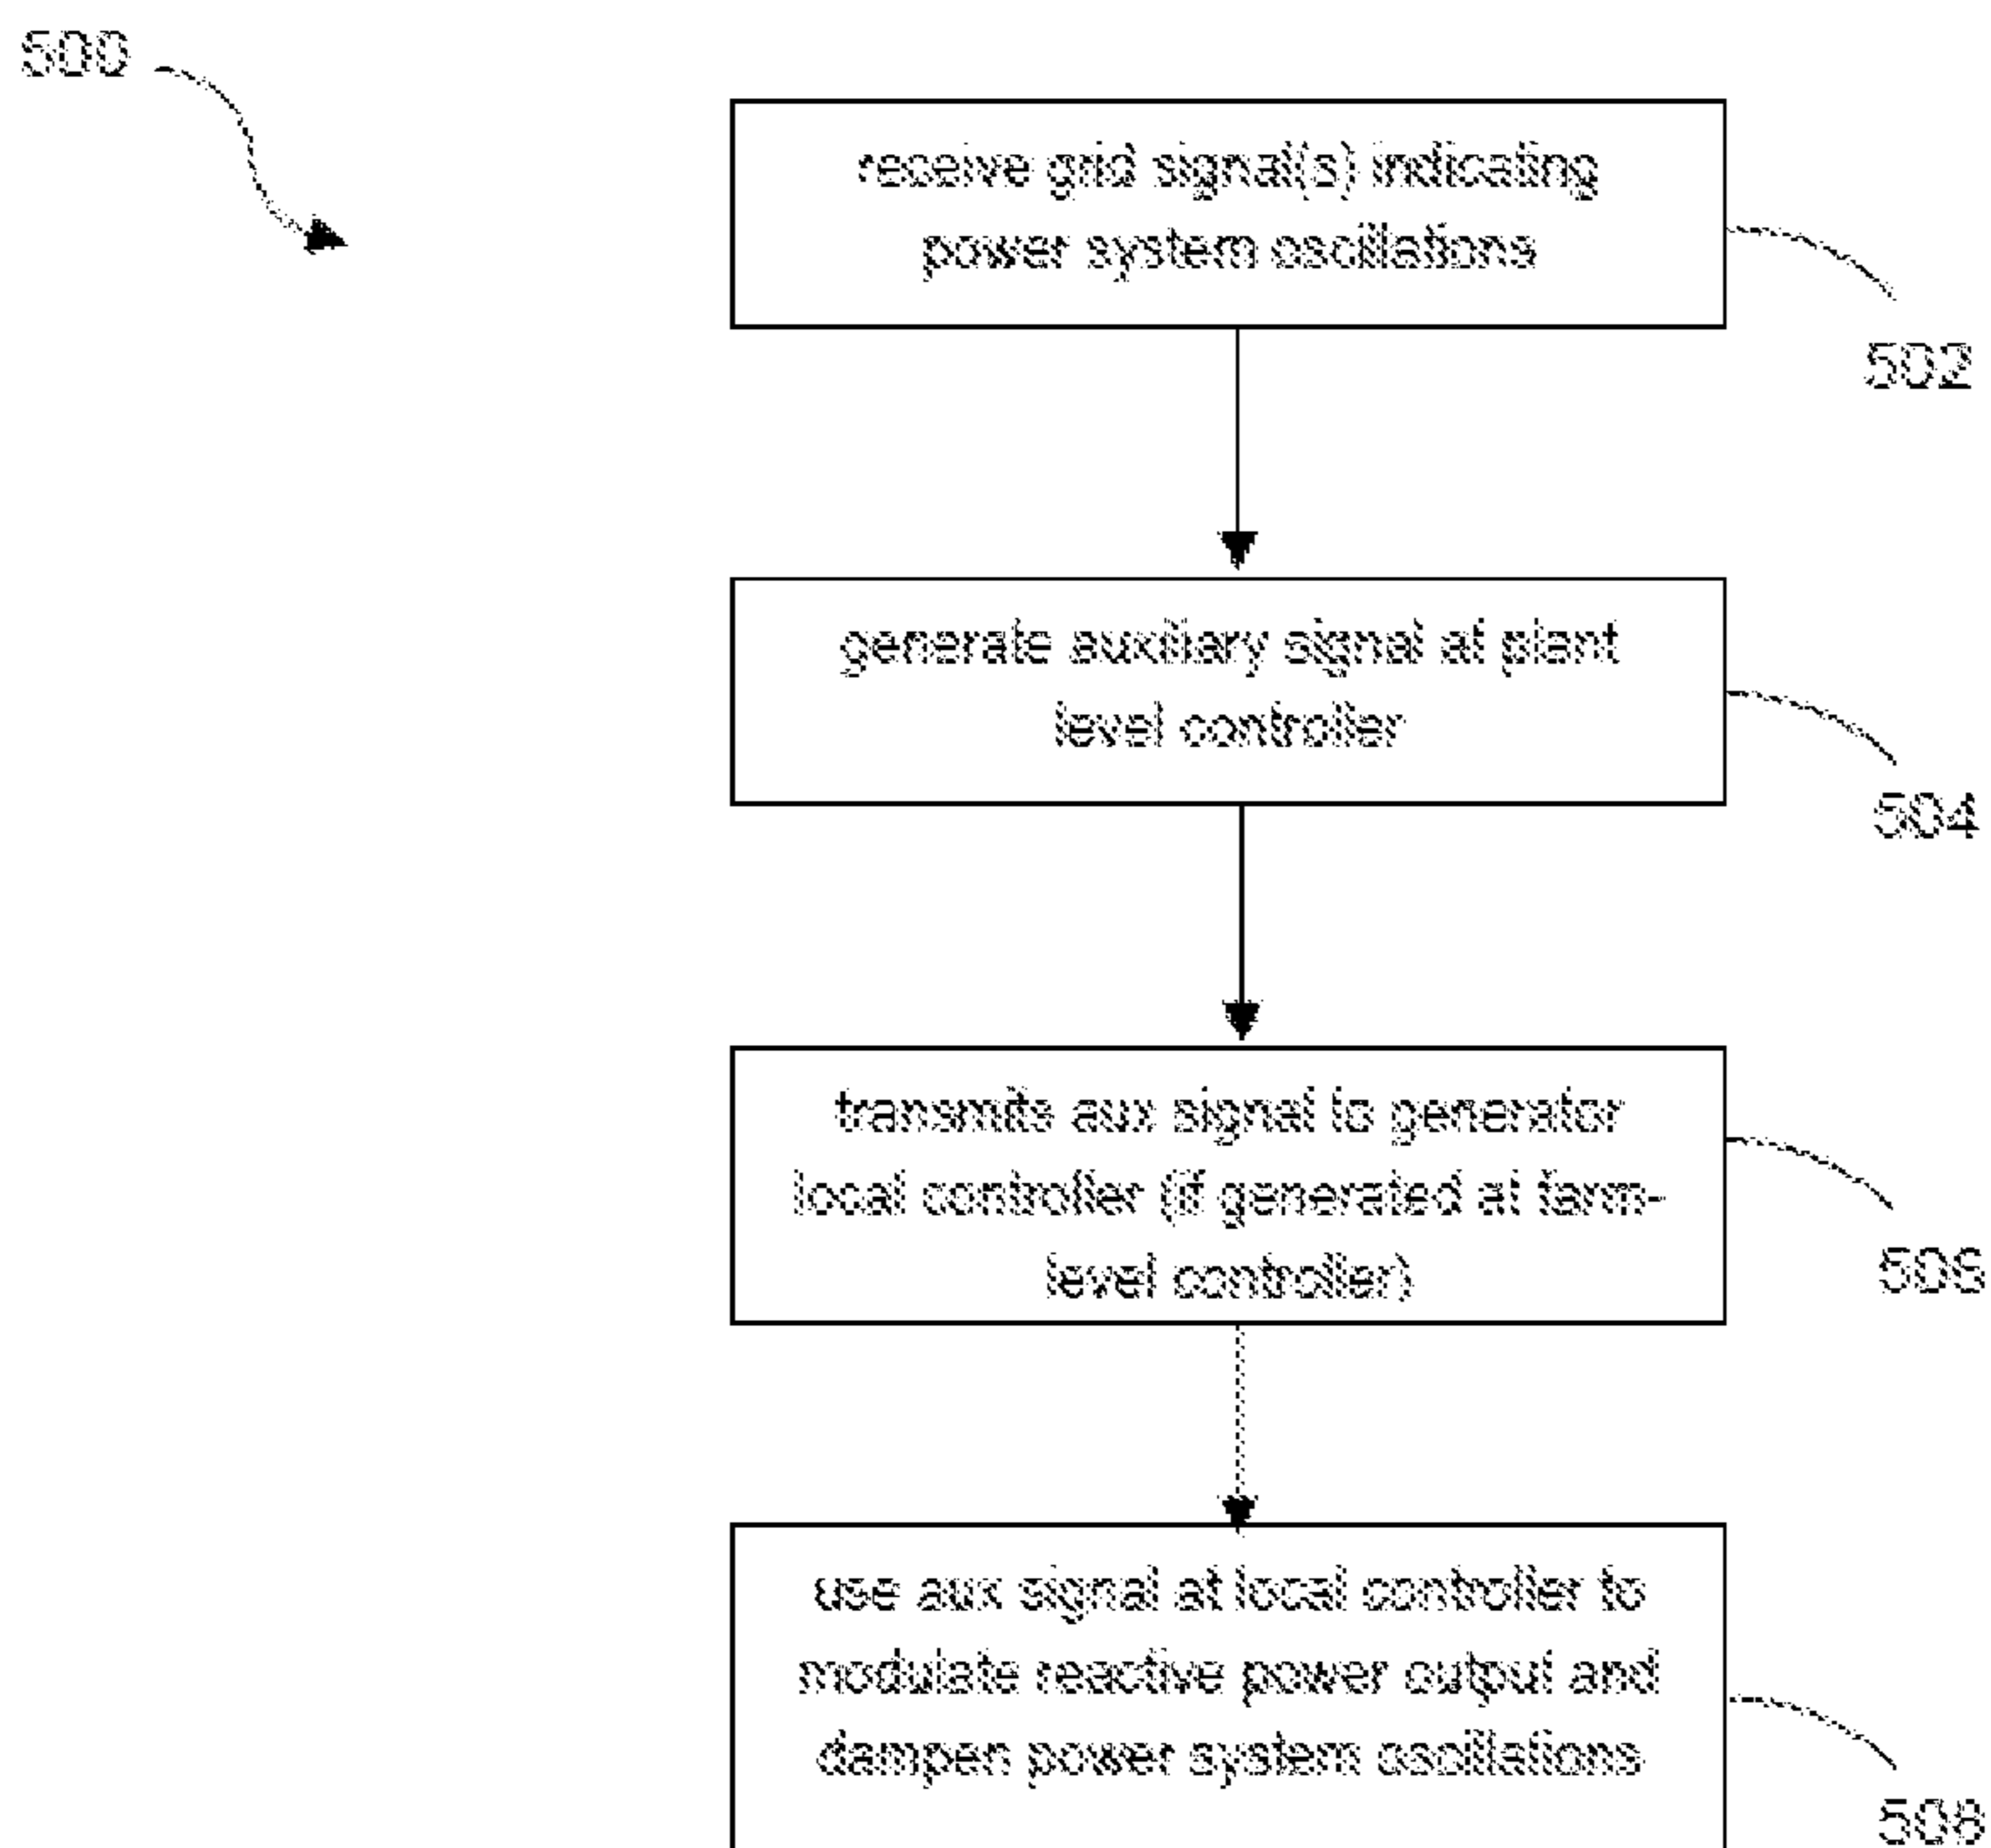 500
receive grid signal(s) indicating
power system oscillations
502
generate auxiliary signal at plant
level controller
504
transmits aux signal to generator
local controller (if generated at farm-
level controller)
506
use aux signal at local controller to
modulate reactive power output and
dampen power system oscillations
508